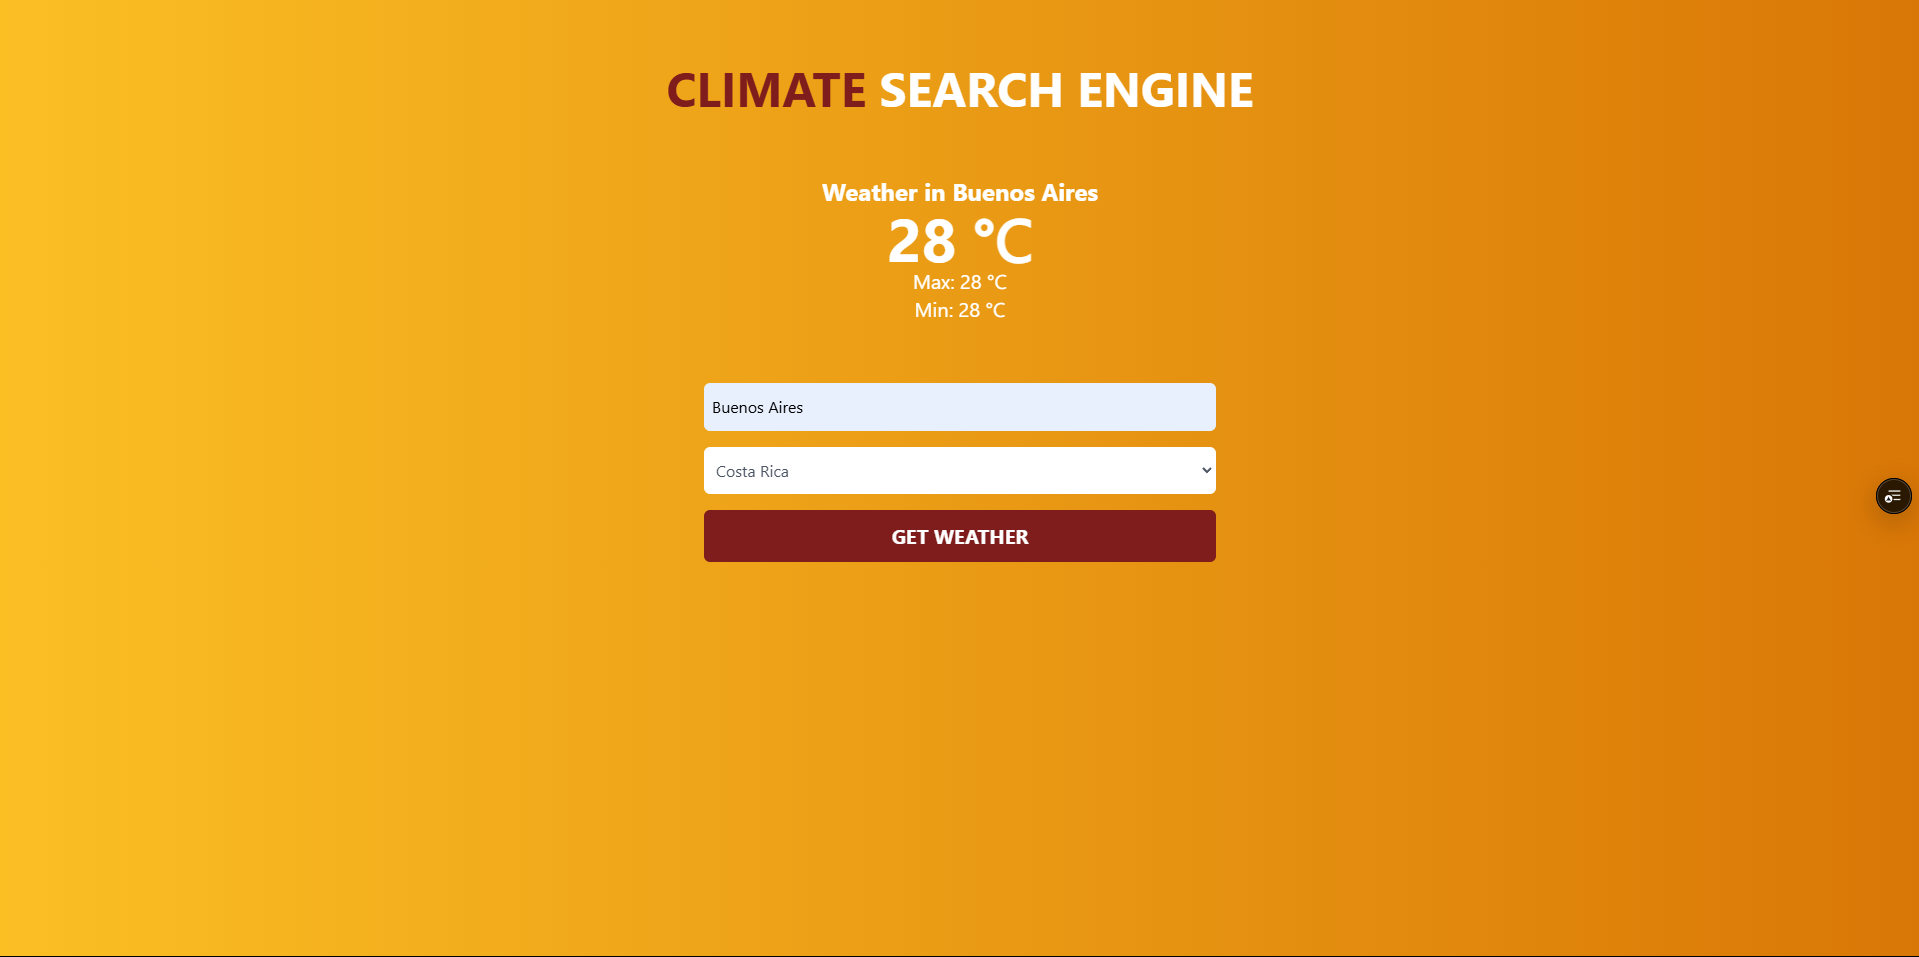 CLIMATE SEARCH ENGINE
Weather in Buenos Aires
28 °C
Max: 28 °C
Min: 28 °C
Buenos Aires
Costa Rica
GET WEATHER